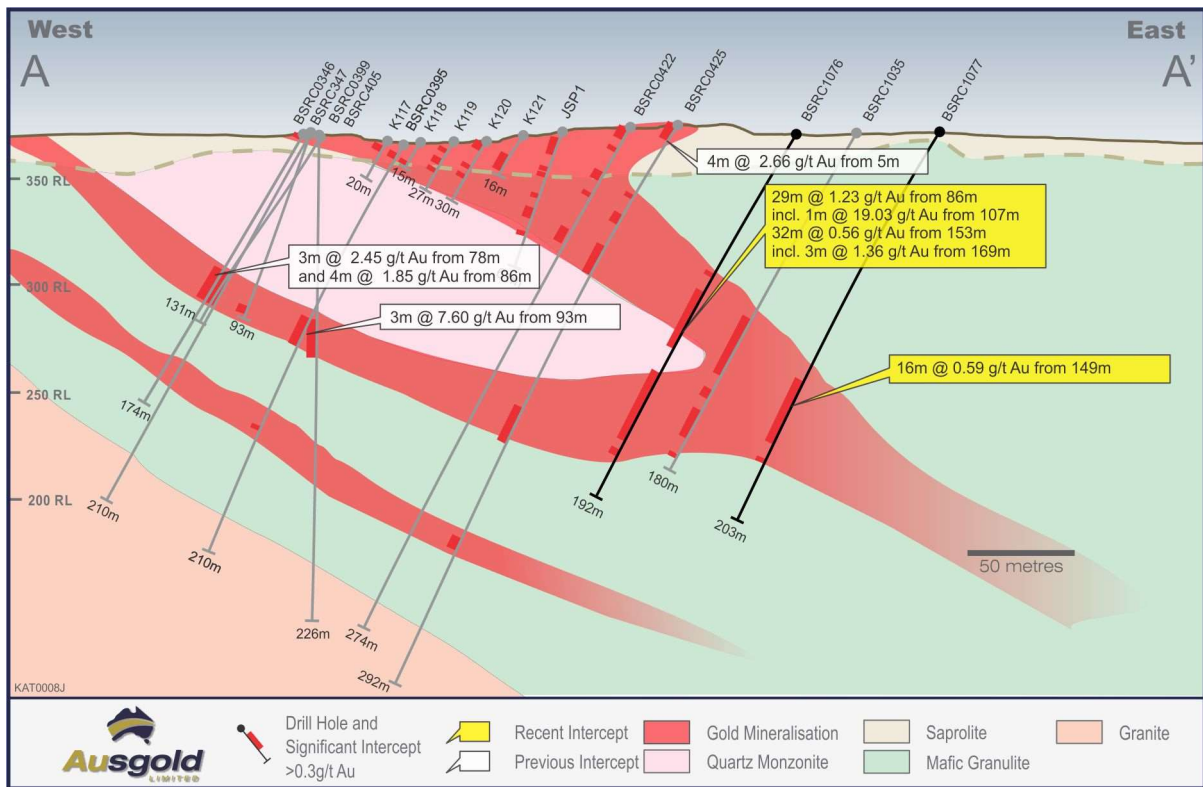 West
East
A
A'
BSRC0346
BSRC347
BSRC0399
BSRC405
K117
BSRC0395
K118
K119
K120
K121
JSP1
BSRC0422
BSRC0425
BSRC1076
BSRC1035
BSRC1077
350 RL
300 RL
250 RL
200 RL
20m
15m
27m
30m
16m
4m @ 2.66 g/t Au from 5m
29m @ 1.23 g/t Au from 86m
incl. 1m @ 19.03 g/t Au from 107m
32m @ 0.56 g/t Au from 153m
incl. 3m @ 1.36 g/t Au from 169m
3m @ 2.45 g/t Au from 78m
and 4m @ 1.85 g/t Au from 86m
3m @ 7.60 g/t Au from 93m
16m @ 0.59 g/t Au from 149m
131m
93m
174m
210m
210m
226m
274m
292m
192m
180m
203m
50 metres
KAT0008J
Ausgold
LIMITED
Drill Hole and
Significant Intercept
>0.3g/t Au
Recent Intercept
Previous Intercept
Gold Mineralisation
Quartz Monzonite
Saprolite
Mafic Granulite
Granite